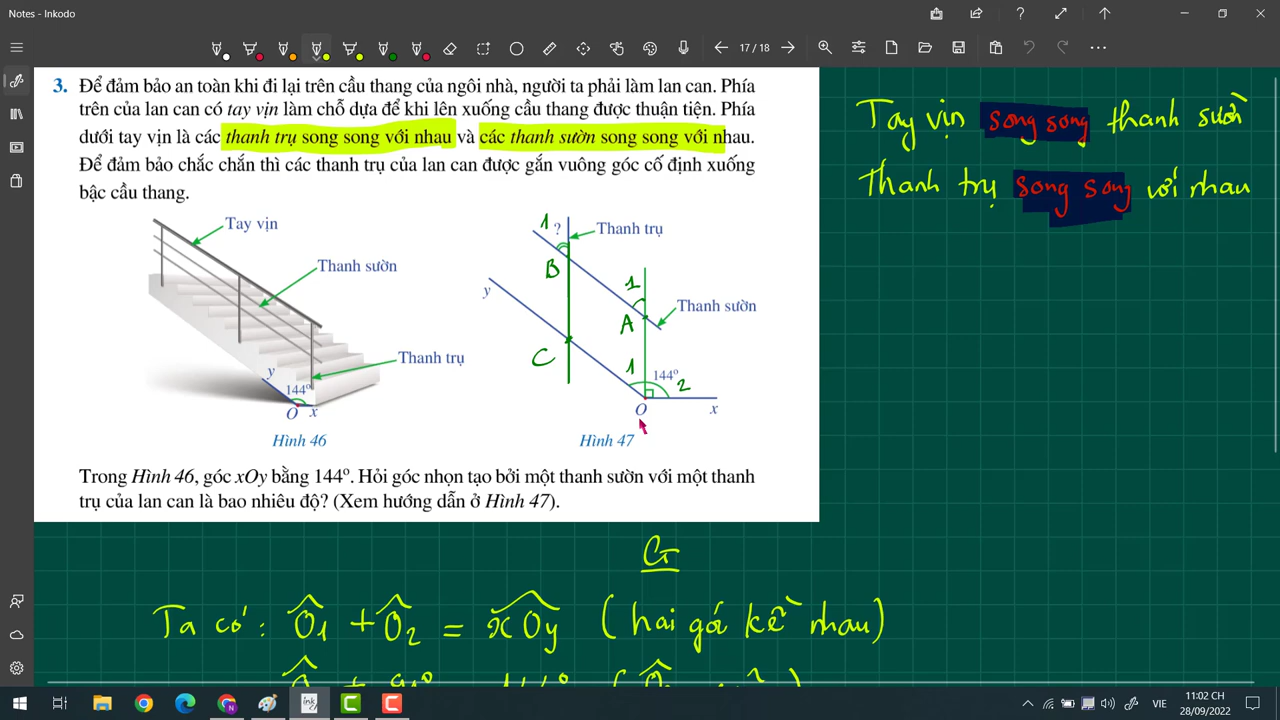 Notes - Inkodo
17 / 18
3. Để đảm bảo an toàn khi đi lại trên cầu thang của ngôi nhà, người ta phải làm lan can. Phía
trên của lan can có tay vịn làm chỗ dựa để khi lên xuống cầu thang được thuận tiện. Phía
dưới tay vịn là các thanh trụ song song với nhau và các thanh sườn song song với nhau.
Để đảm bảo chắc chắn thì các thanh trụ của lan can được gắn vuông góc cố định xuống
bậc cầu thang.
Tay vịn song song thanh sườn
Thanh trụ song song với nhau
Tay vịn
Thanh sườn
Thanh trụ
y
144°
O x
Hình 46
1 ?
Thanh trụ
B
y
1
Thanh sườn
A
C
1
144°
2
O
x
Hình 47
Trong Hình 46, góc xOy bằng 144°. Hỏi góc nhọn tạo bởi một thanh sườn với một thanh
trụ của lan can là bao nhiêu độ? (Xem hướng dẫn ở Hình 47).
G
Ta có: Ô1 + Ô2 = xOy (hai góc kề nhau)
VIE
11:02 CH
28/09/2022